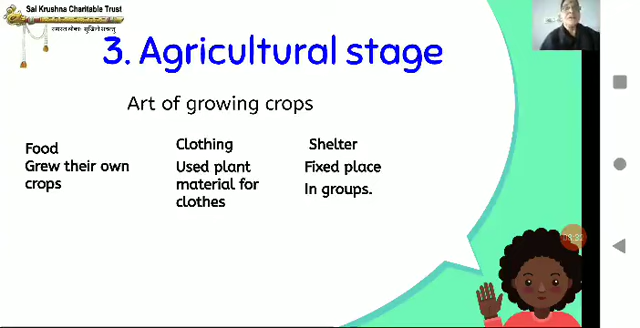 Sai Krushna Charitable Trust
3. Agricultural stage
Art of growing crops
Food
Grew their own
crops
Clothing
Used plant
material for
clothes
Shelter
Fixed place
In groups.